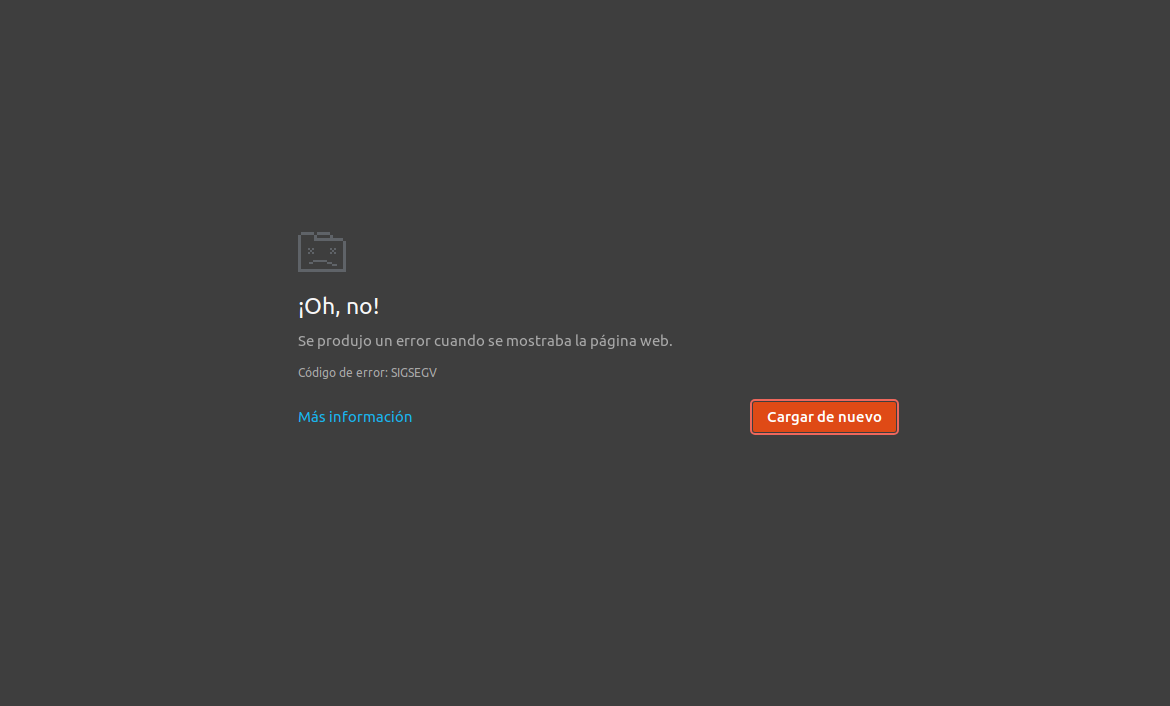 ¡Oh, no!
Se produjo un error cuando se mostraba la página web.
Código de error: SIGSEGV
Más información
Cargar de nuevo